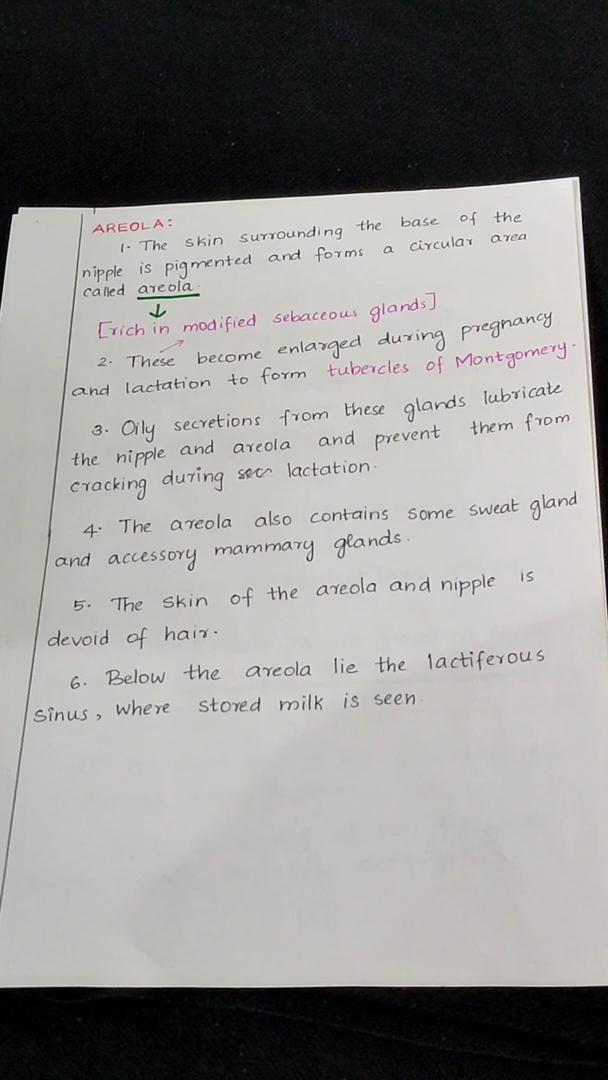 AREOLA:
1. The skin surrounding the base of the
nipple is pigmented and forms a circular area
called areola.
↓
[rich in modified sebaceous glands]
2. These become enlarged during pregnancy
and lactation to form tubercles of Montgomery.
3. Oily secretions from these glands lubricate
the nipple and areola and prevent them from
cracking during sec lactation.
4. The areola also contains some sweat gland
and accessory mammary glands.
5. The skin of the areola and nipple is
devoid of hair.
6. Below the areola lie the lactiferous
sinus, where stored milk is seen.